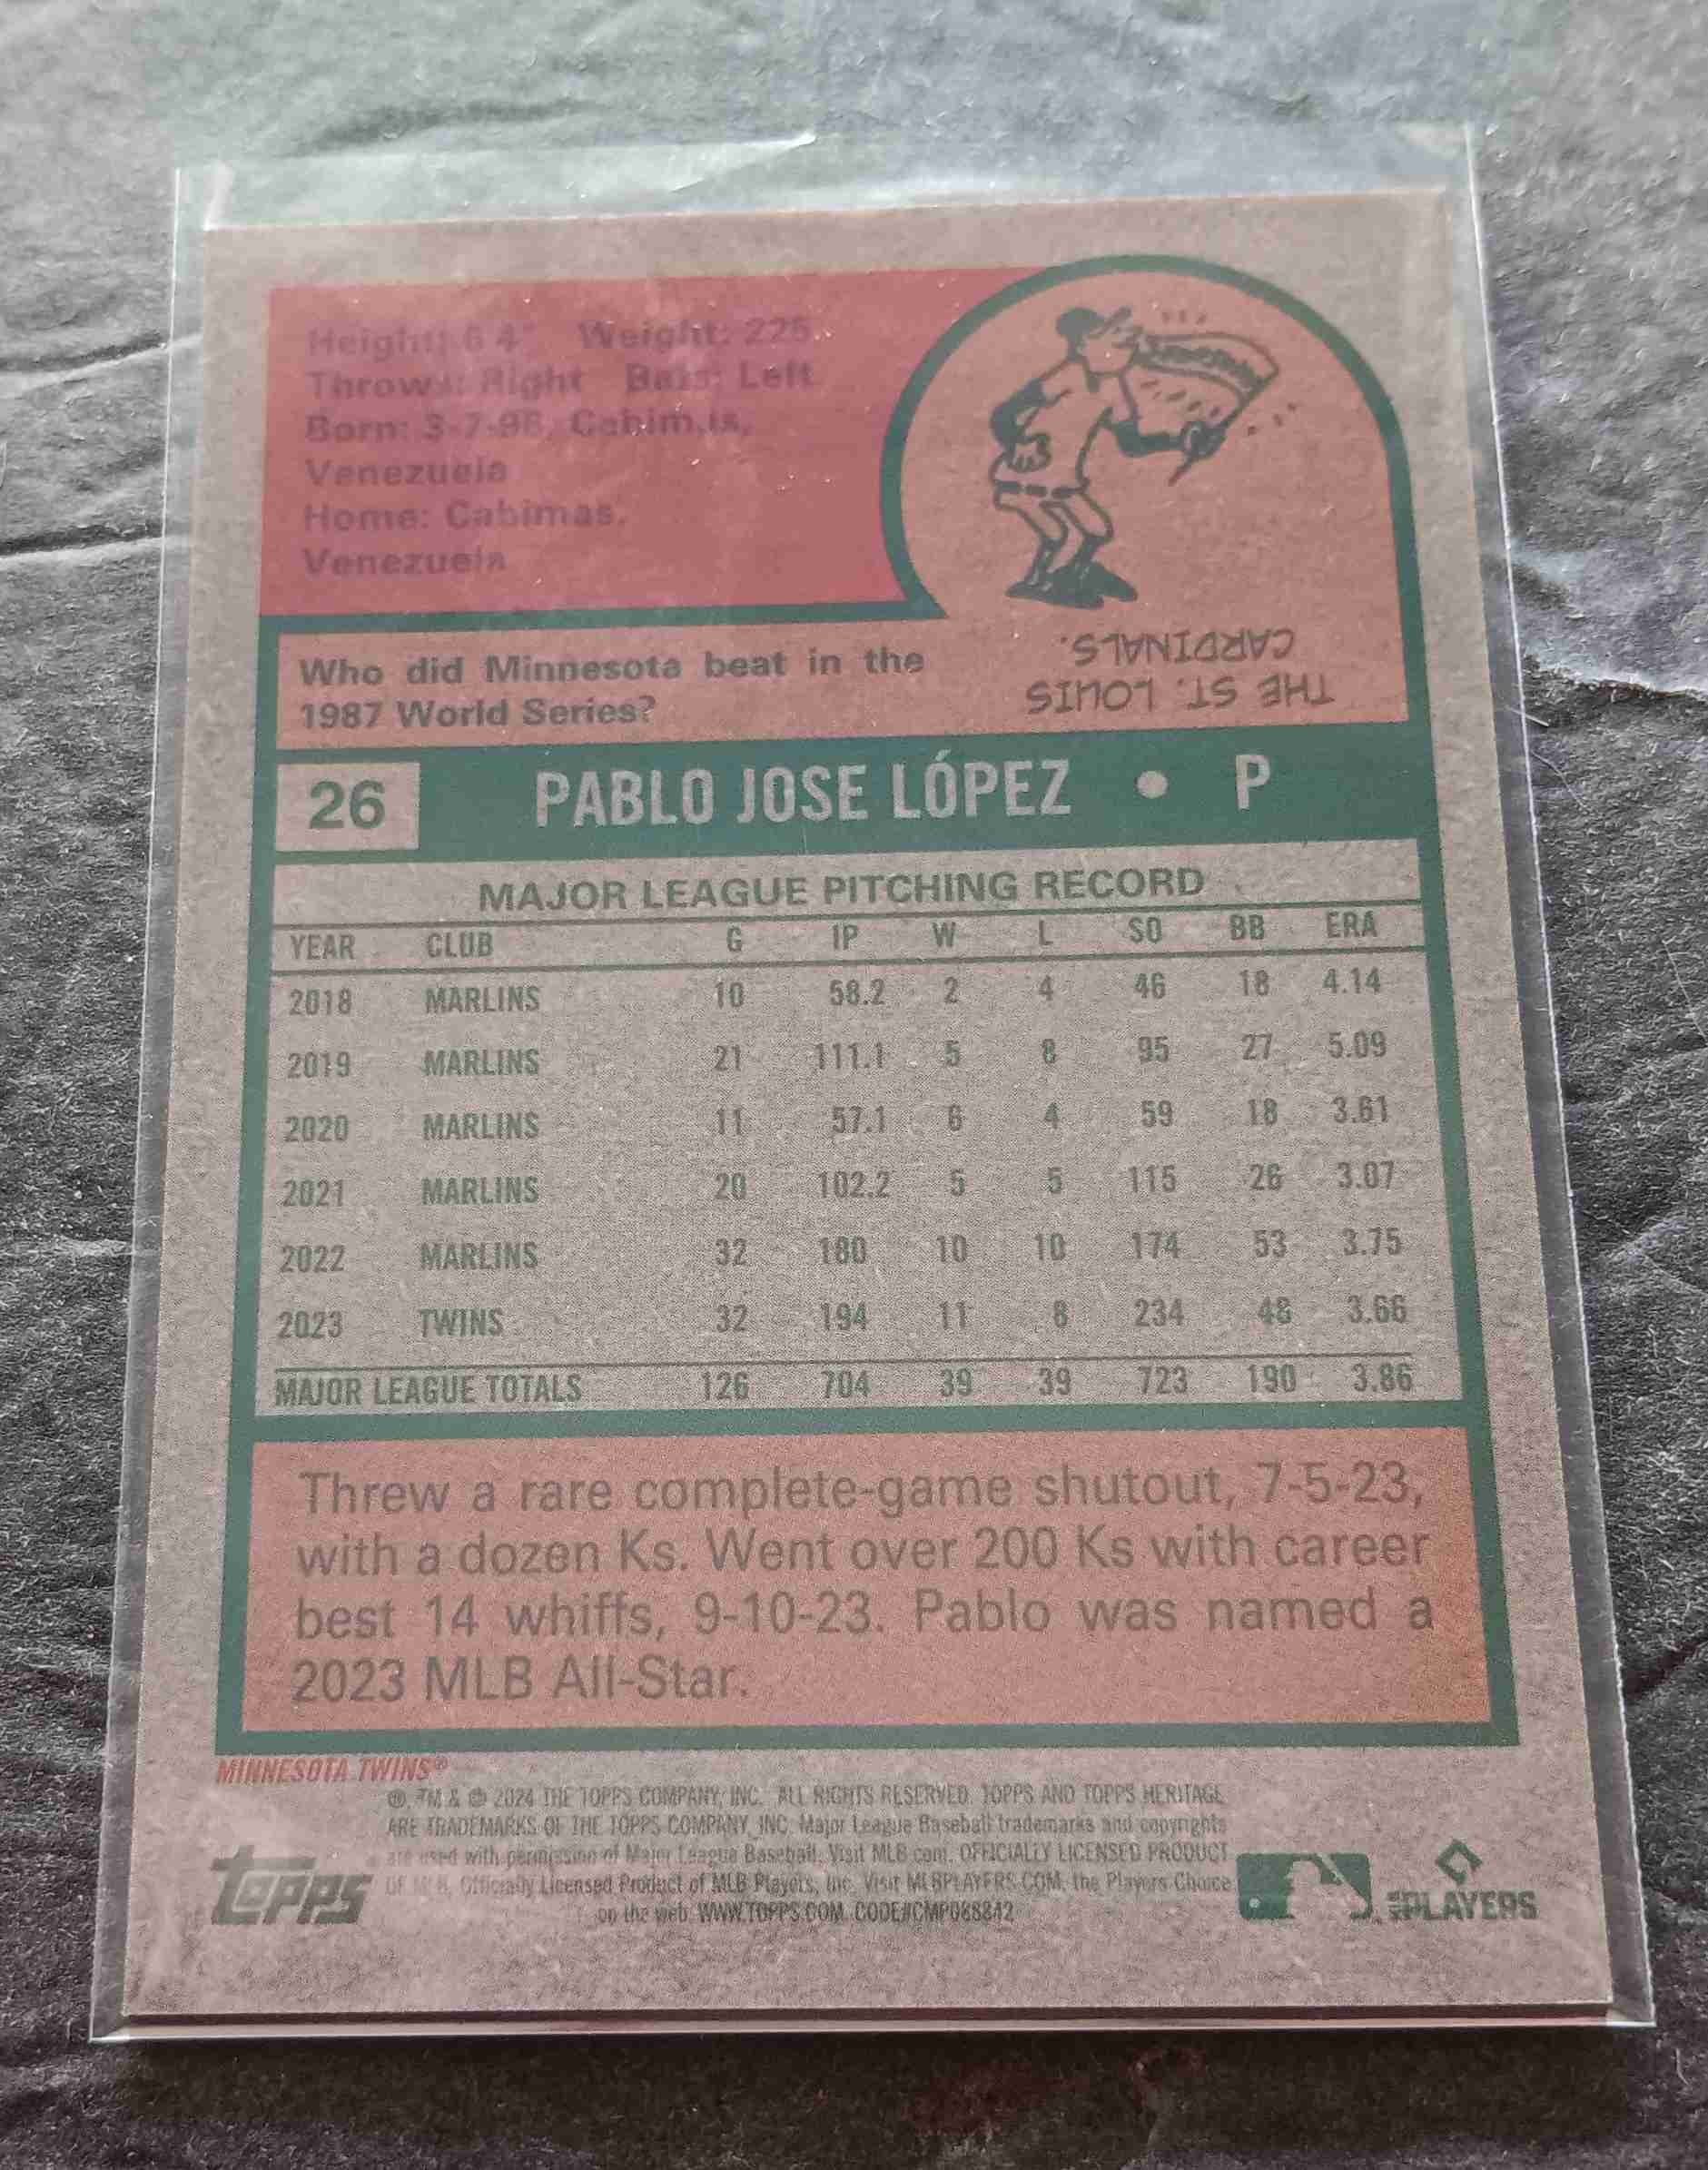 Height: 6'4" Weight: 225
Throws: Right Bats: Left
Born: 3-7-96, Cabimas,
Venezuela
Home: Cabimas,
Venezuela
Who did Minnesota beat in the
1987 World Series?
THE ST. LOUIS
CARDINALS.
26 PABLO JOSE LÓPEZ • P
MAJOR LEAGUE PITCHING RECORD
YEAR CLUB G IP W L SO BB ERA
2018 MARLINS 10 58.2 2 4 46 18 4.14
2019 MARLINS 21 111.1 5 8 95 27 5.09
2020 MARLINS 11 57.1 6 4 59 18 3.61
2021 MARLINS 20 102.2 5 5 115 26 3.07
2022 MARLINS 32 180 10 10 174 53 3.75
2023 TWINS 32 194 11 8 234 48 3.66
MAJOR LEAGUE TOTALS 126 704 39 39 723 190 3.86
Threw a rare complete-game shutout, 7-5-23,
with a dozen Ks. Went over 200 Ks with career
best 14 whiffs, 9-10-23. Pablo was named a
2023 MLB All-Star.
MINNESOTA TWINS®
®, TM & © 2024 THE TOPPS COMPANY, INC. ALL RIGHTS RESERVED. TOPPS AND TOPPS HERITAGE
ARE TRADEMARKS OF THE TOPPS COMPANY, INC. Major League Baseball trademarks and copyrights
are used with permission of Major League Baseball. Visit MLB.com. OFFICIALLY LICENSED PRODUCT
OF MLB. Officially Licensed Product of MLB Players, Inc. Visit MLBPLAYERS.COM, the Players Choice
on the web. WWW.TOPPS.COM. CODE#CMP068842
topps
MLB PLAYERS